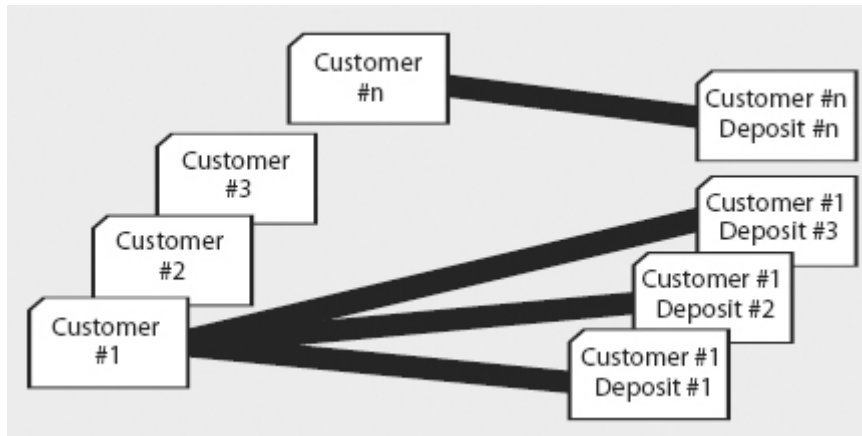 Customer
#n
Customer #n
Deposit #n
Customer
#3
Customer #1
Deposit #3
Customer
#2
Customer #1
Deposit #2
Customer
#1
Customer #1
Deposit #1